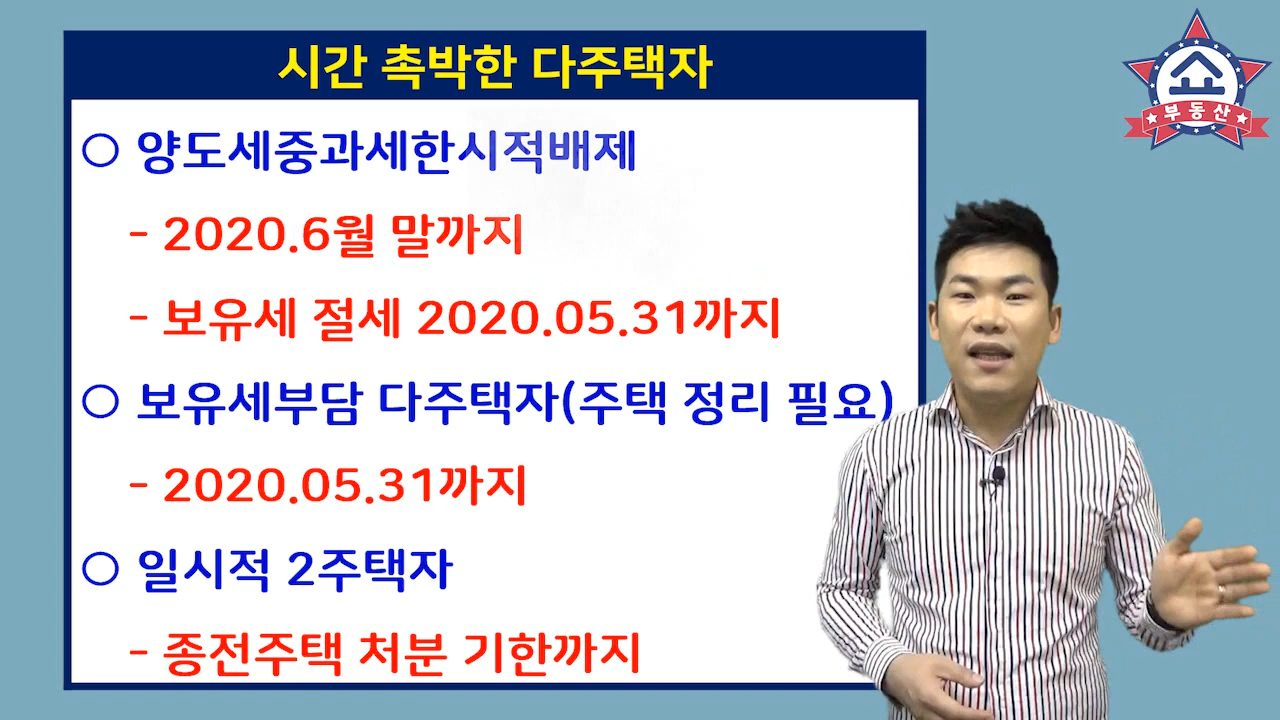 시간 촉박한 다주택자
○ 양도세중과세한시적배제
- 2020.6월 말까지
- 보유세 절세 2020.05.31까지
○ 보유세부담 다주택자(주택 정리 필요)
- 2020.05.31까지
○ 일시적 2주택자
- 종전주택 처분 기한까지
쇼
부동산